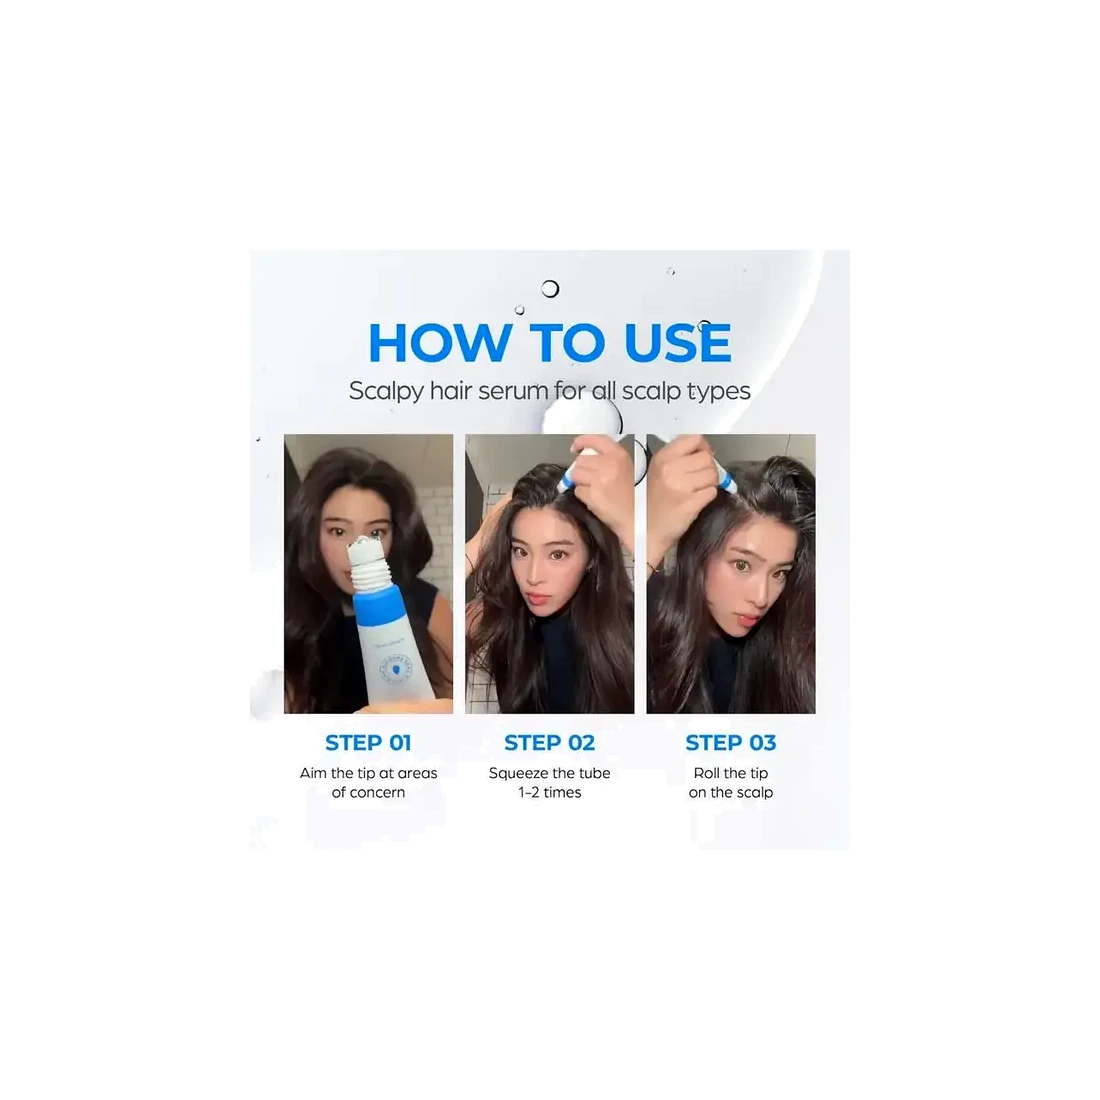 HOW TO USE
Scalpy hair serum for all scalp types
STEP 01
Aim the tip at areas
of concern
STEP 02
Squeeze the tube
1-2 times
STEP 03
Roll the tip
on the scalp